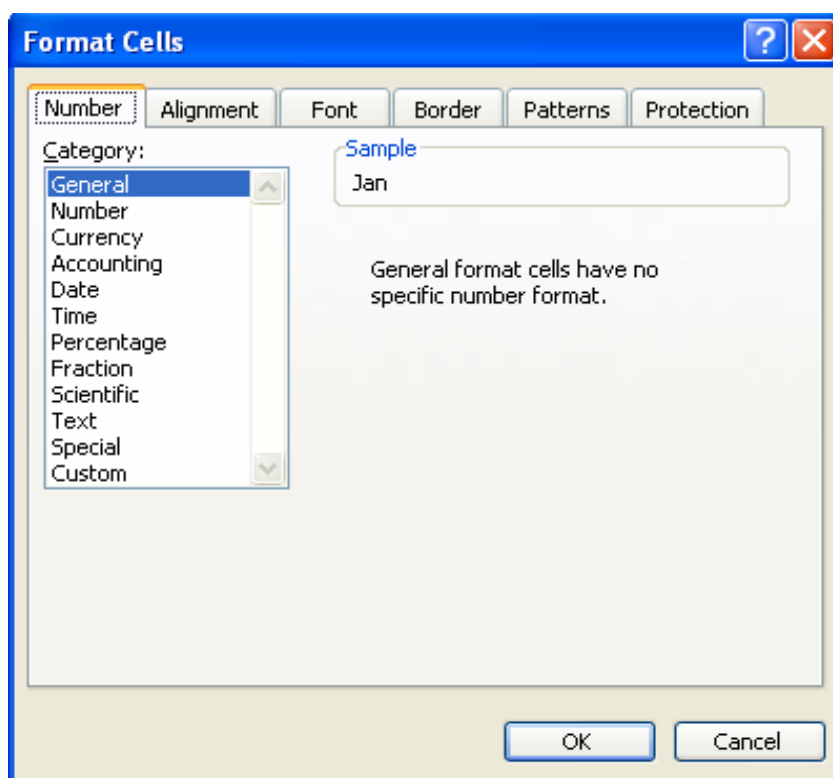 Format Cells
?
Number Alignment Font Border Patterns Protection
Category:
General
Number
Currency
Accounting
Date
Time
Percentage
Fraction
Scientific
Text
Special
Custom
Sample
Jan
General format cells have no
specific number format.
OK Cancel